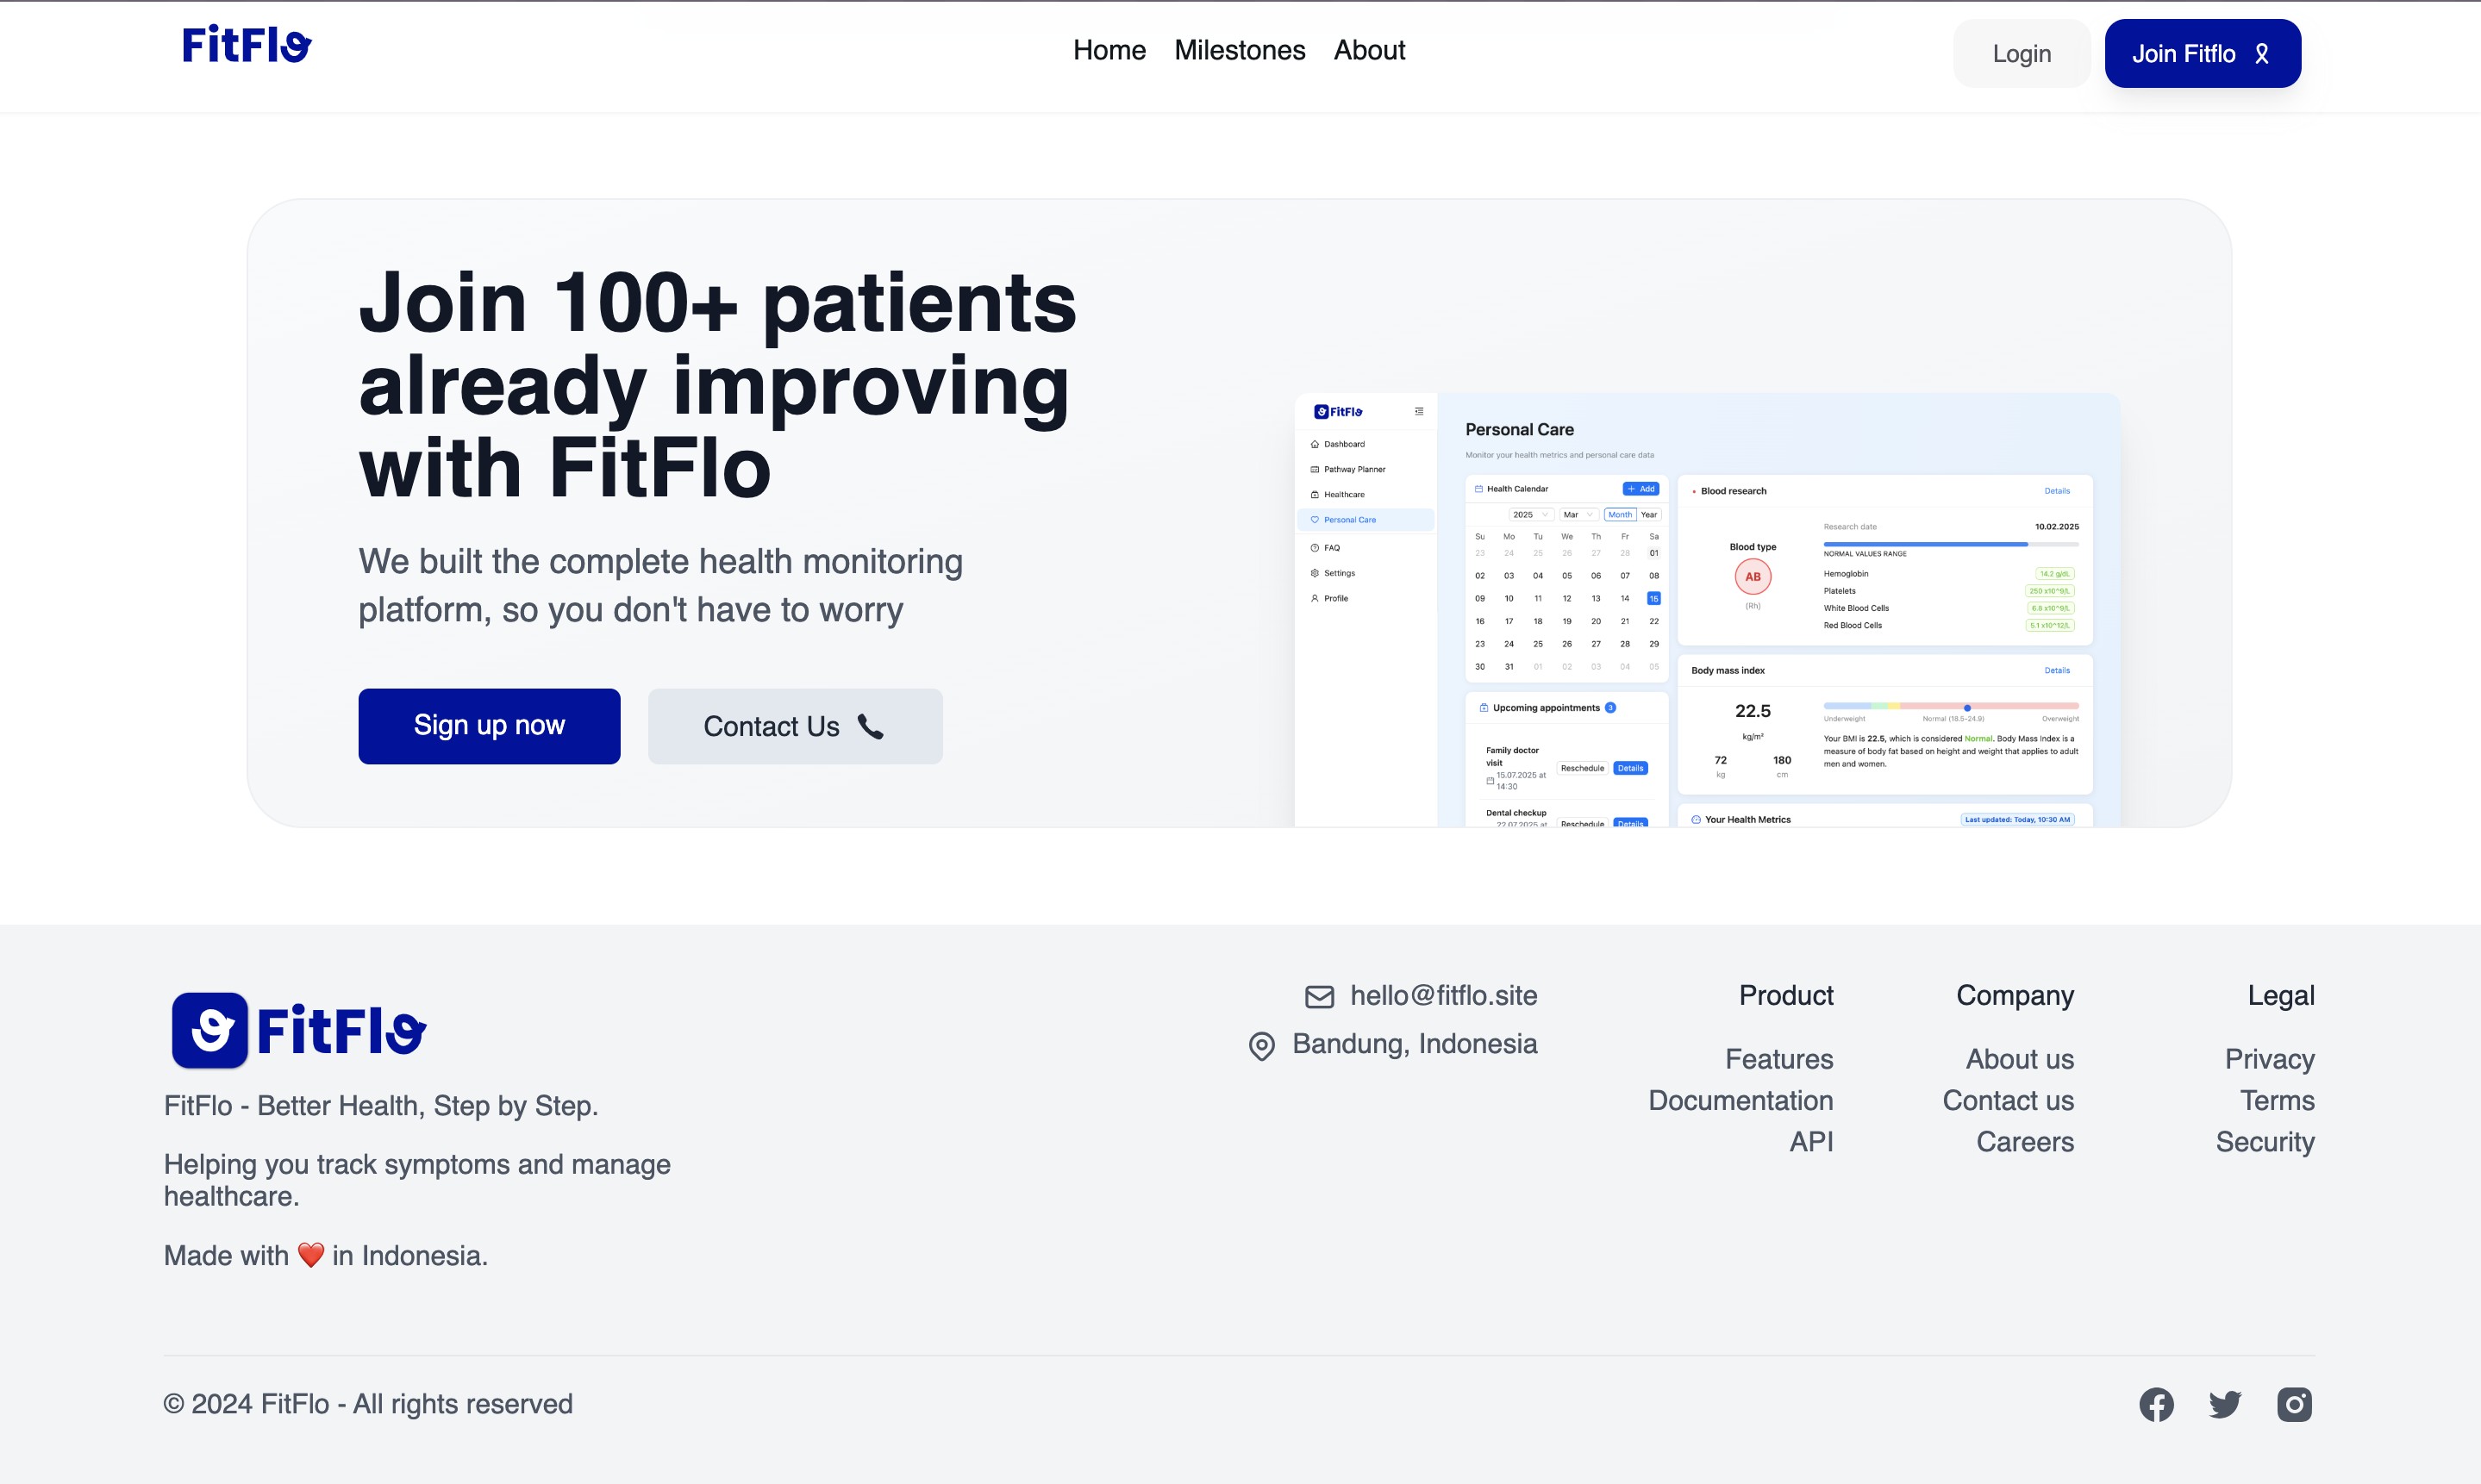 FitFlo
Home Milestones About
Login
Join Fitflo
Join 100+ patients
already improving
with FitFlo
We built the complete health monitoring
platform, so you don't have to worry
Sign up now
Contact Us
FitFlo
Dashboard
Pathway Planner
Healthcare
Personal Care
FAQ
Settings
Profile
Personal Care
Monitor your health metrics and personal care data
Health Calendar
+ Add
2025 Mar Month Year
Su Mo Tu We Th Fr Sa
23 24 25 26 27 28 01
02 03 04 05 06 07 08
09 10 11 12 13 14 15
16 17 18 19 20 21 22
23 24 25 26 27 28 29
30 31 01 02 03 04 05
Upcoming appointments 3
Family doctor
visit
15.07.2025 at
14:30
Reschedule Details
Dental checkup
22.07.2025 at
Reschedule Details
Blood research
Details
Blood type
AB
(Rh)
Research date 10.02.2025
NORMAL VALUES RANGE
Hemoglobin 14.2 g/dL
Platelets 250 x10^9/L
White Blood Cells 6.8 x10^9/L
Red Blood Cells 5.1 x10^12/L
Body mass index
Details
22.5
kg/m²
72 180
kg cm
Underweight Normal (18.5-24.9) Overweight
Your BMI is 22.5, which is considered Normal. Body Mass Index is a
measure of body fat based on height and weight that applies to adult
men and women.
Your Health Metrics
Last updated: Today, 10:30 AM
FitFlo
FitFlo - Better Health, Step by Step.
Helping you track symptoms and manage
healthcare.
Made with ❤️ in Indonesia.
hello@fitflo.site
Bandung, Indonesia
Product
Features
Documentation
API
Company
About us
Contact us
Careers
Legal
Privacy
Terms
Security
© 2024 FitFlo - All rights reserved